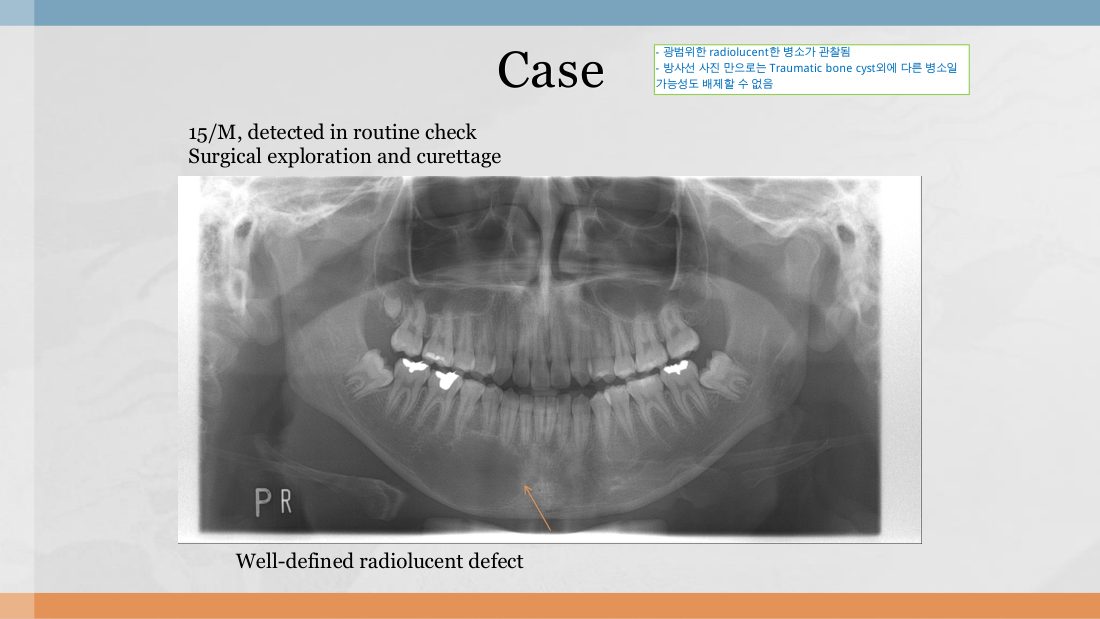 Case
- 광범위한 radiolucent한 병소가 관찰됨
- 방사선 사진 만으로는 Traumatic bone cyst외에 다른 병소일
가능성도 배제할 수 없음
15/M, detected in routine check
Surgical exploration and curettage
P R
Well-defined radiolucent defect